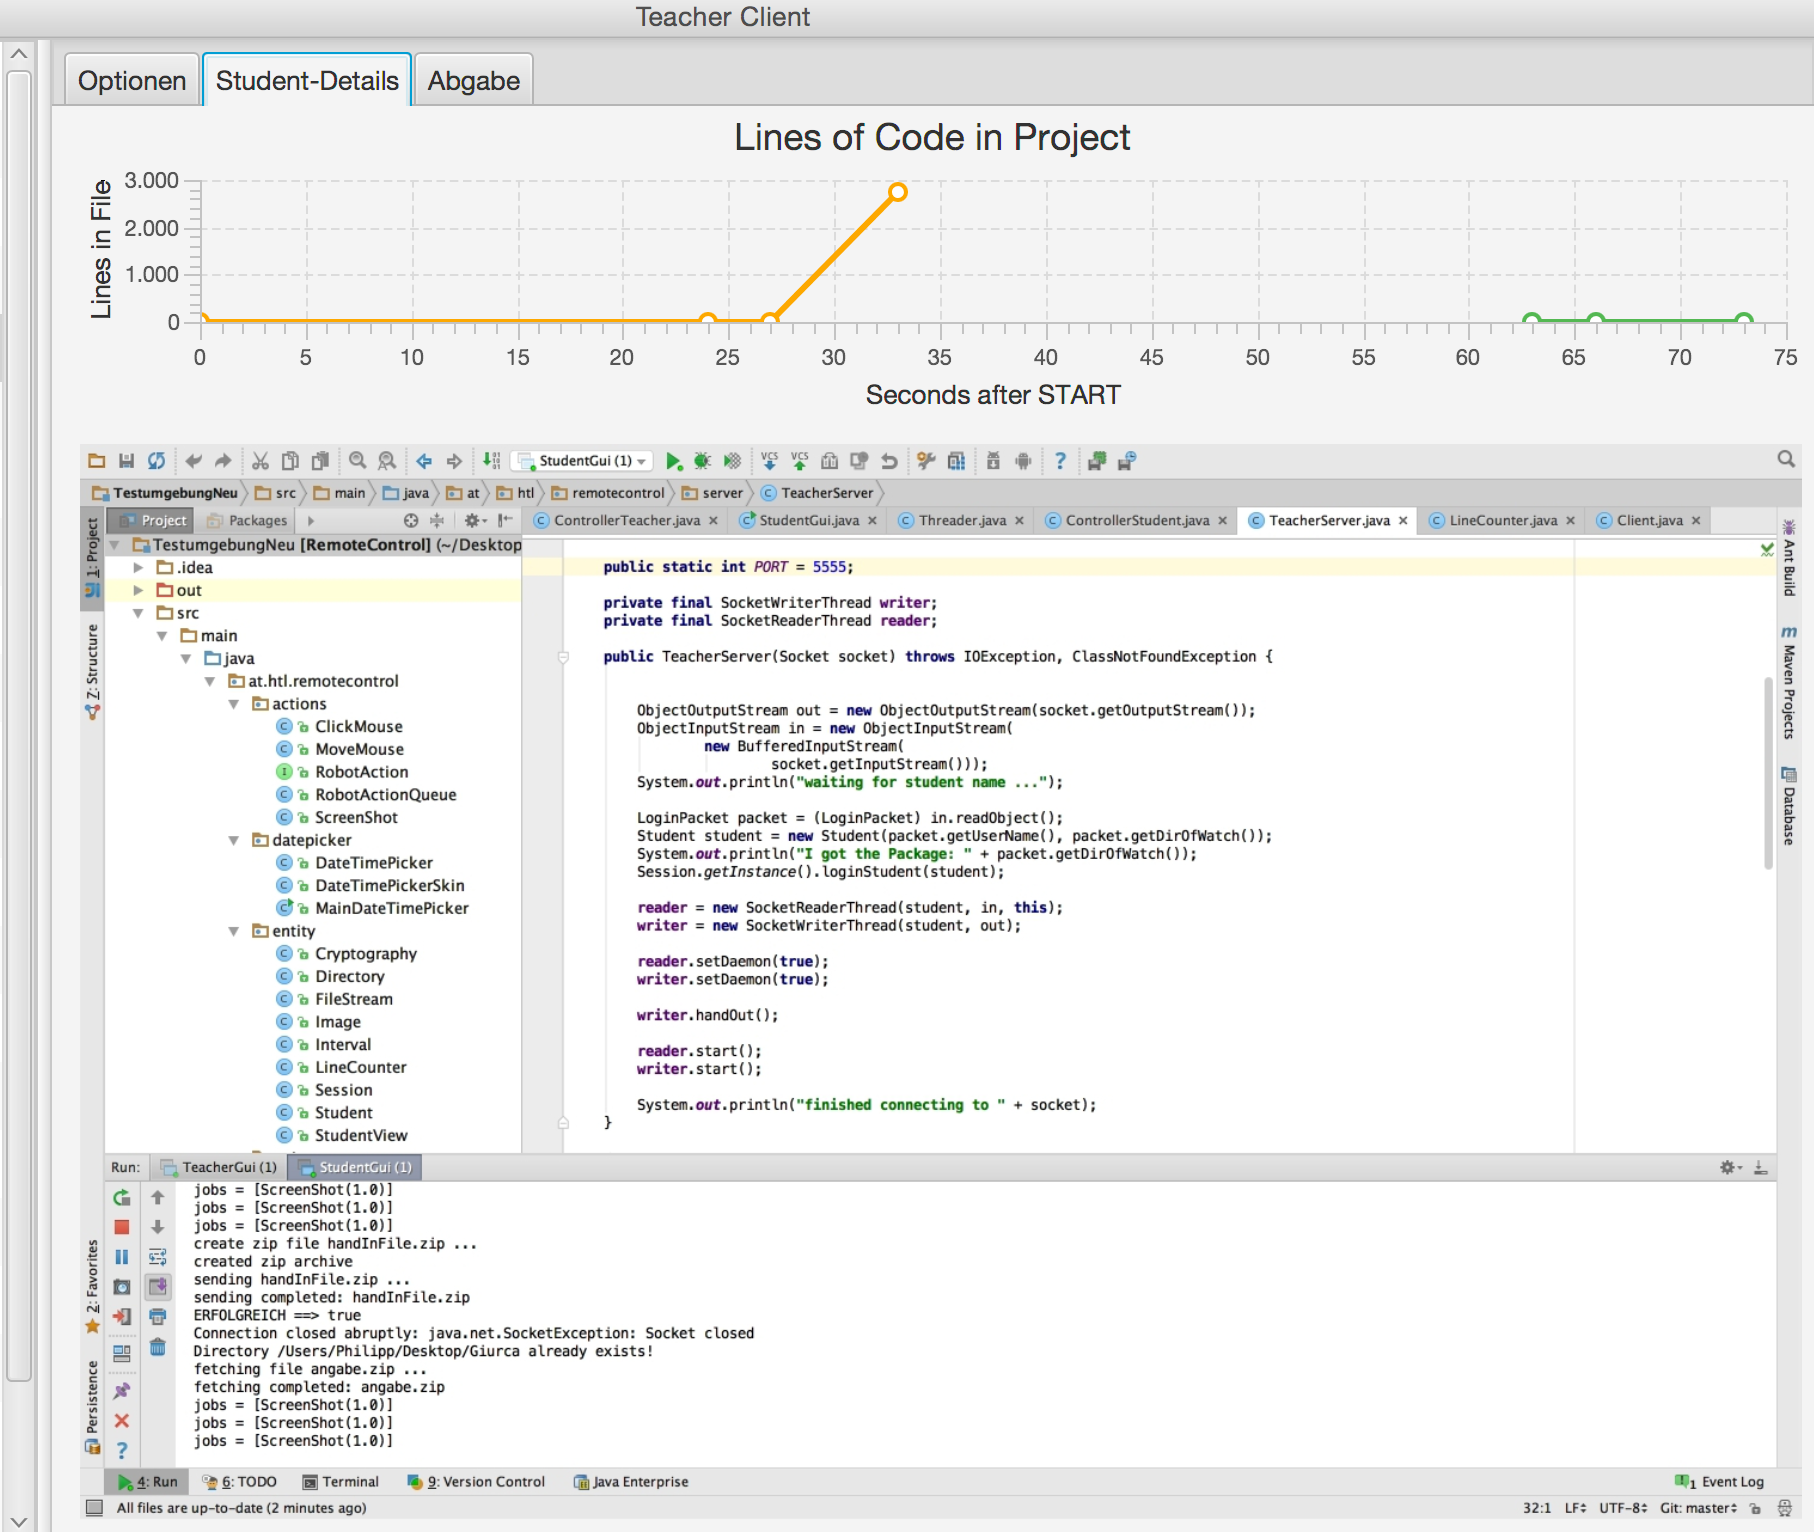 Teacher Client
Optionen
Student-Details
Abgabe
Lines of Code in Project
Lines in File
3.000
2.000
1.000
0
0 5 10 15 20 25 30 35 40 45 50 55 60 65 70 75
Seconds after START
StudentGui (1)
VCS VCS
TestumgebungNeu src main java at htl remotecontrol server TeacherServer
Project Packages
ControllerTeacher.java StudentGui.java Threader.java ControllerStudent.java TeacherServer.java LineCounter.java Client.java
1: Project
Z: Structure
2: Favorites
Persistence
TestumgebungNeu [RemoteControl] (~/Desktop
.idea
out
src
main
java
at.htl.remotecontrol
actions
ClickMouse
MoveMouse
RobotAction
RobotActionQueue
ScreenShot
datepicker
DateTimePicker
DateTimePickerSkin
MainDateTimePicker
entity
Cryptography
Directory
FileStream
Image
Interval
LineCounter
Session
Student
StudentView
public static int PORT = 5555;
private final SocketWriterThread writer;
private final SocketReaderThread reader;
public TeacherServer(Socket socket) throws IOException, ClassNotFoundException {
ObjectOutputStream out = new ObjectOutputStream(socket.getOutputStream());
ObjectInputStream in = new ObjectInputStream(
new BufferedInputStream(
socket.getInputStream()));
System.out.println("waiting for student name ...");
LoginPacket packet = (LoginPacket) in.readObject();
Student student = new Student(packet.getUserName(), packet.getDirOfWatch());
System.out.println("I got the Package: " + packet.getDirOfWatch());
Session.getInstance().loginStudent(student);
reader = new SocketReaderThread(student, in, this);
writer = new SocketWriterThread(student, out);
reader.setDaemon(true);
writer.setDaemon(true);
writer.handOut();
reader.start();
writer.start();
System.out.println("finished connecting to " + socket);
}
Ant Build
Maven Projects
Database
Run: TeacherGui (1) StudentGui (1)
jobs = [ScreenShot(1.0)]
jobs = [ScreenShot(1.0)]
jobs = [ScreenShot(1.0)]
create zip file handInFile.zip ...
created zip archive
sending handInFile.zip ...
sending completed: handInFile.zip
ERFOLGREICH ==> true
Connection closed abruptly: java.net.SocketException: Socket closed
Directory /Users/Philipp/Desktop/Giurca already exists!
fetching file angabe.zip ...
fetching completed: angabe.zip
jobs = [ScreenShot(1.0)]
jobs = [ScreenShot(1.0)]
jobs = [ScreenShot(1.0)]
4: Run 6: TODO Terminal 9: Version Control Java Enterprise 1 Event Log
All files are up-to-date (2 minutes ago) 32:1 LF UTF-8 Git: master